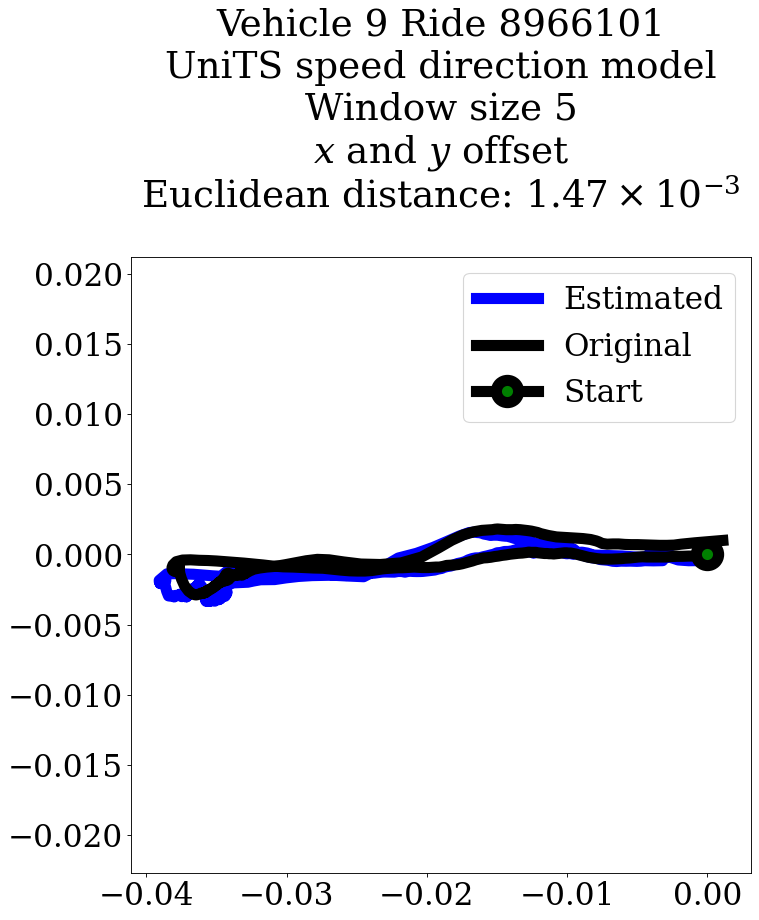 Vehicle 9 Ride 8966101
UniTS speed direction model
Window size 5
x and y offset
Euclidean distance: 1.47 × 10⁻³
0.020
0.015
0.010
0.005
0.000
−0.005
−0.010
−0.015
−0.020
Estimated
Original
Start
−0.04 −0.03 −0.02 −0.01 0.00